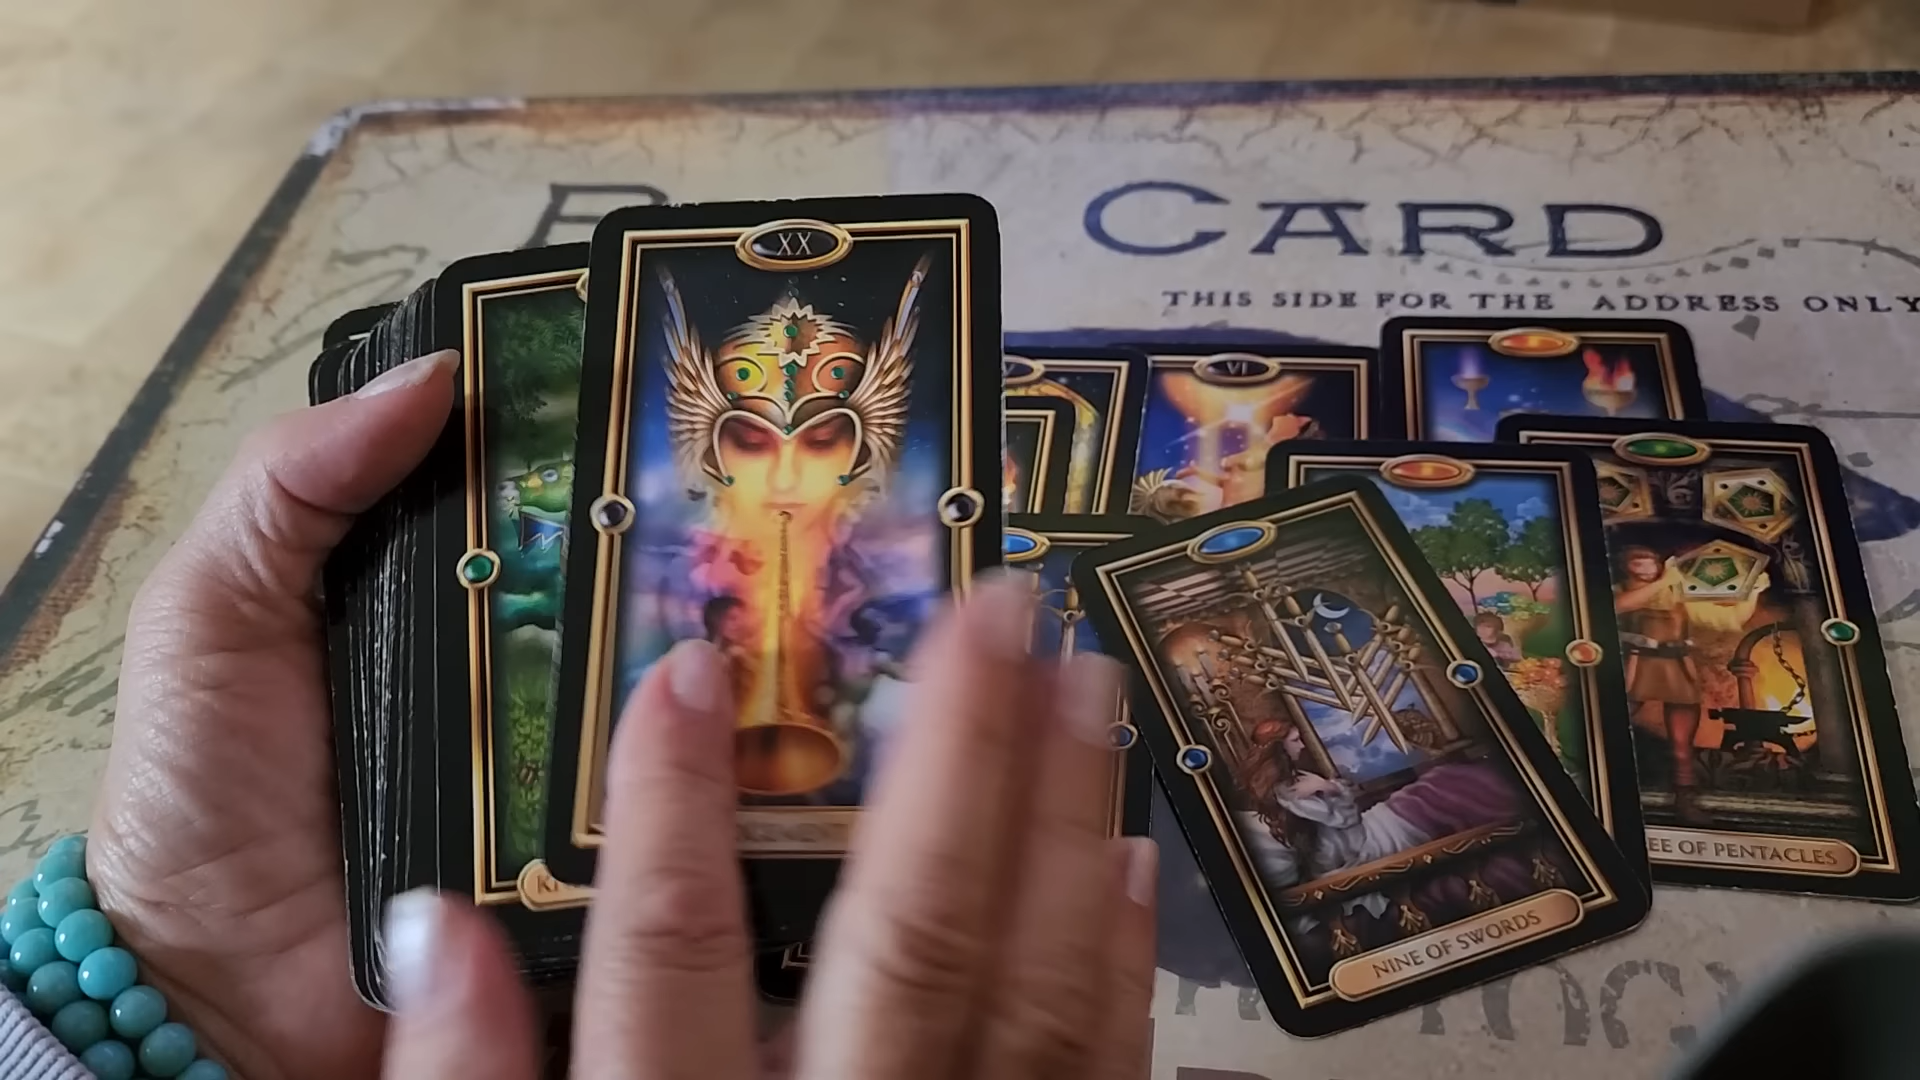 CARD
THIS SIDE FOR THE ADDRESS ONLY
XX
VI
NINE OF SWORDS
EE OF PENTACLES